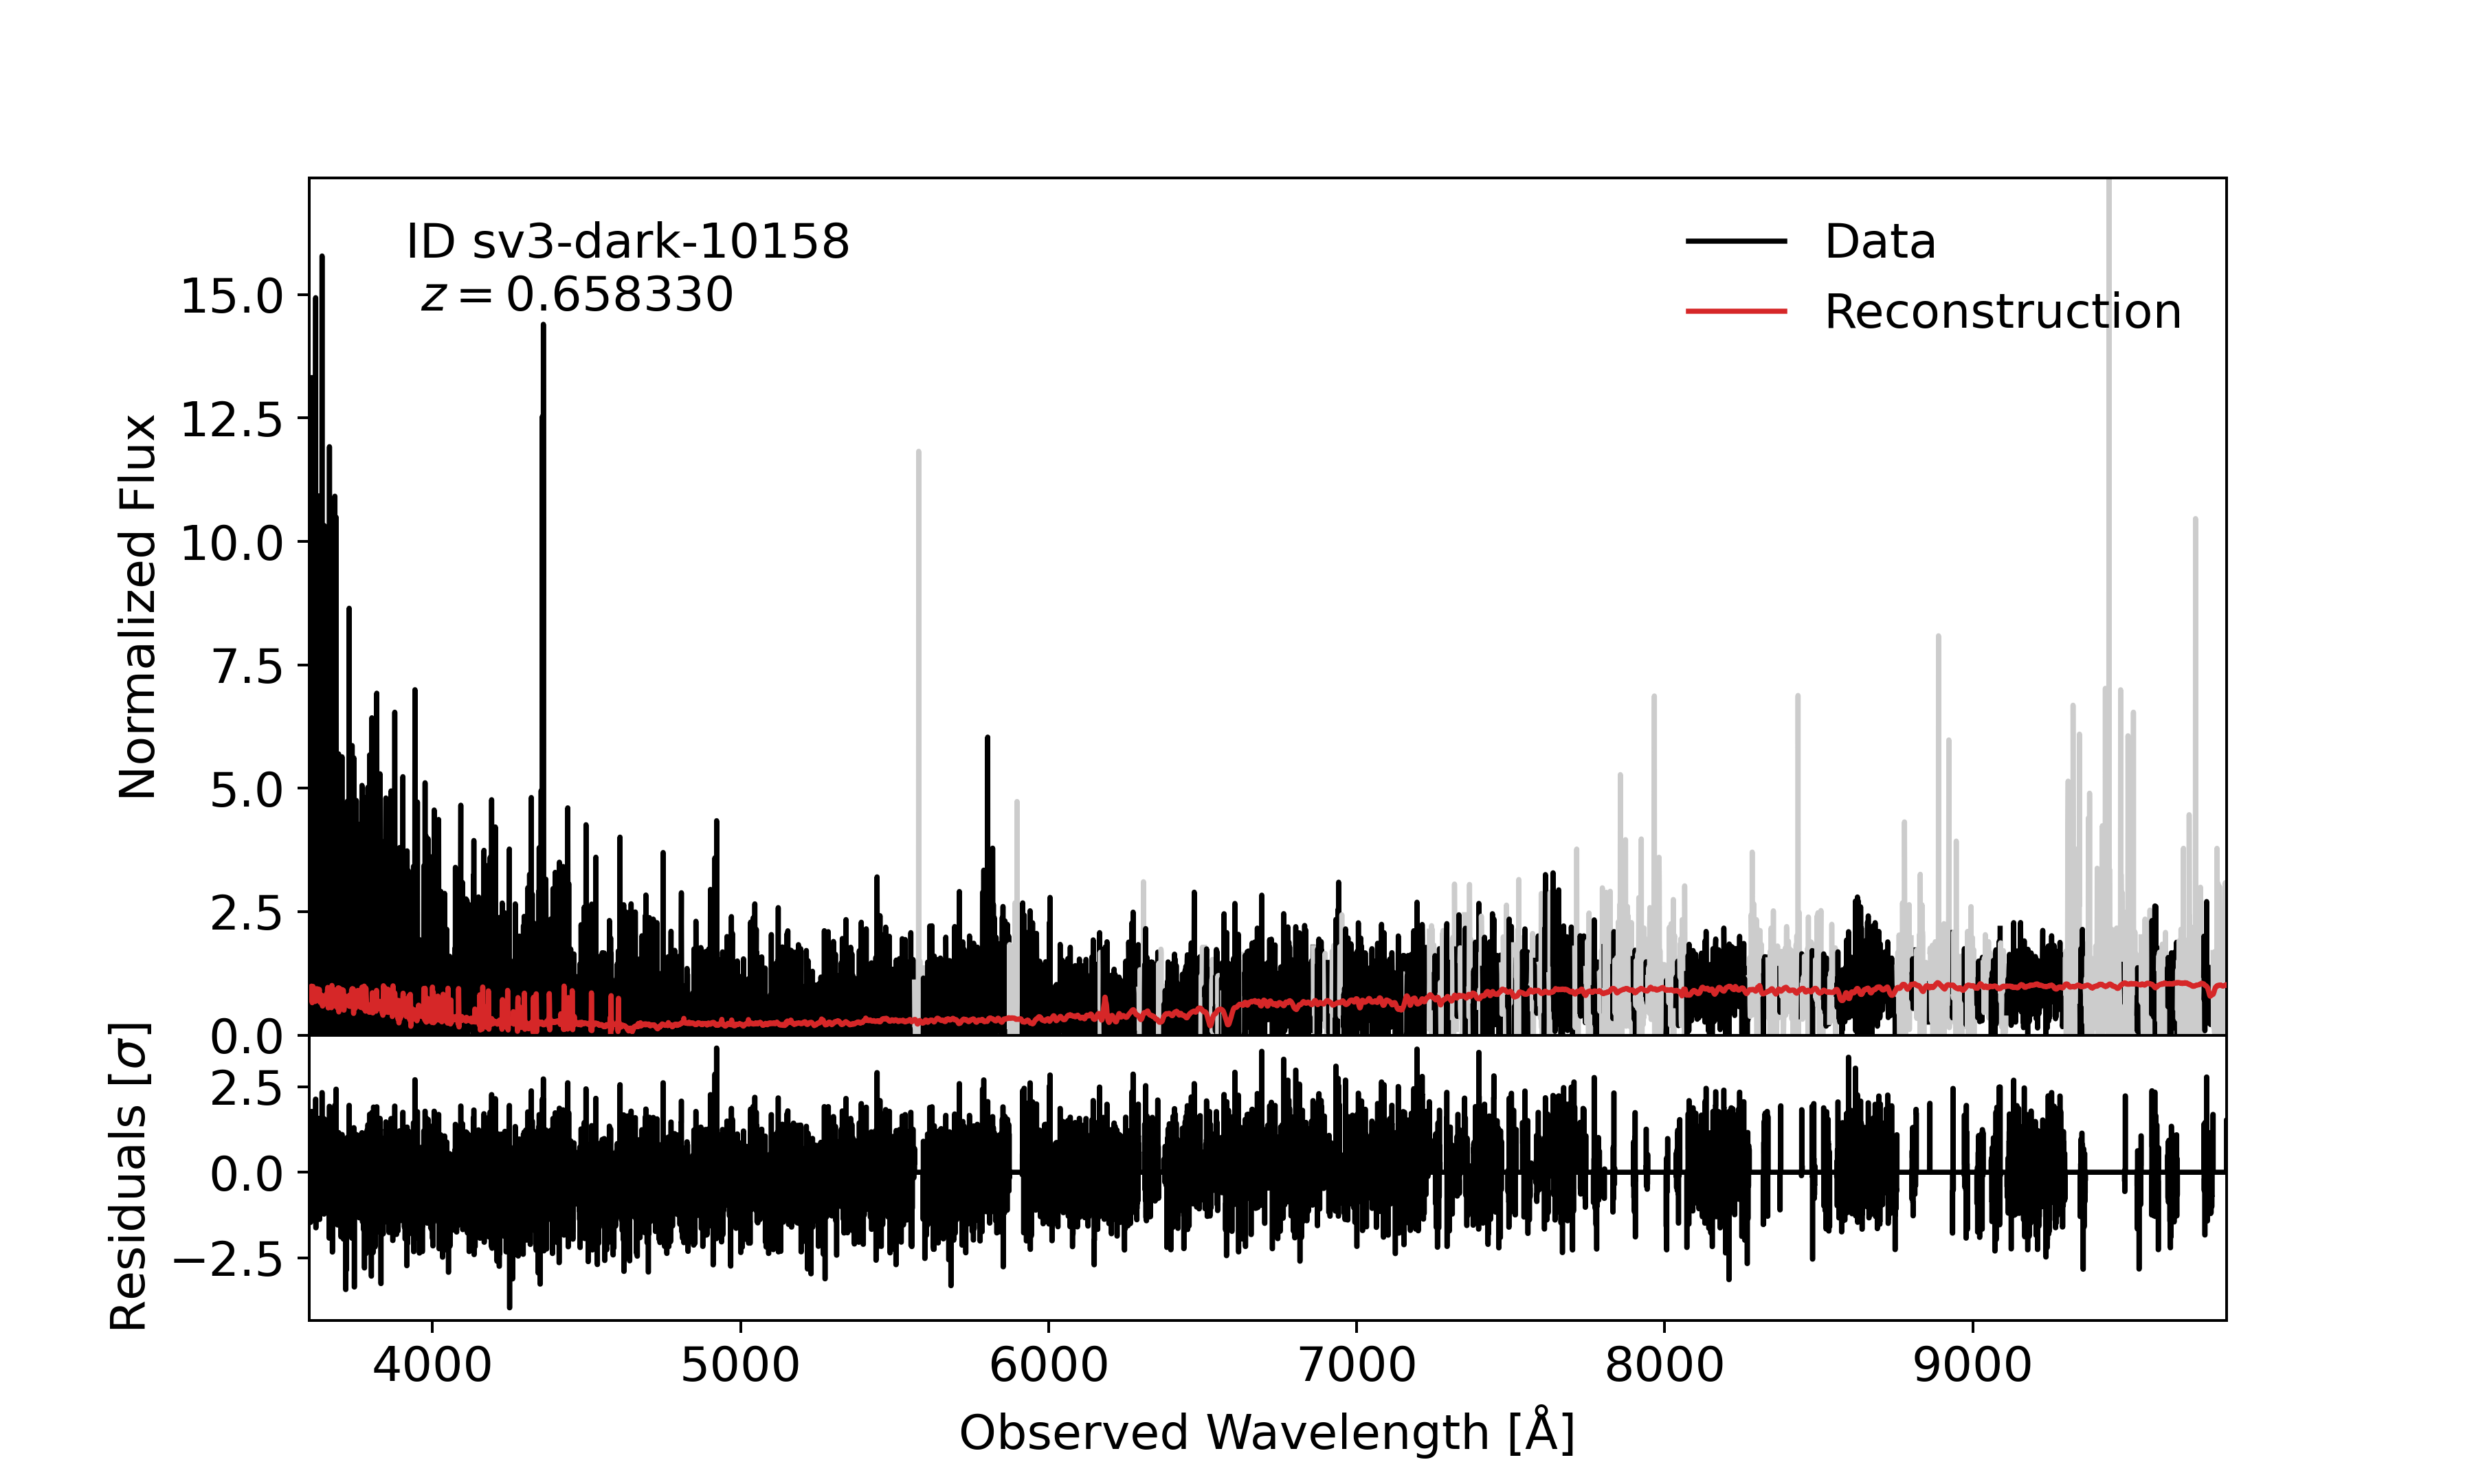 ID sv3-dark-10158
z = 0.658330
Data
Reconstruction
Normalized Flux
15.0
12.5
10.0
7.5
5.0
2.5
0.0
Residuals [σ]
2.5
0.0
−2.5
4000 5000 6000 7000 8000 9000
Observed Wavelength [Å]